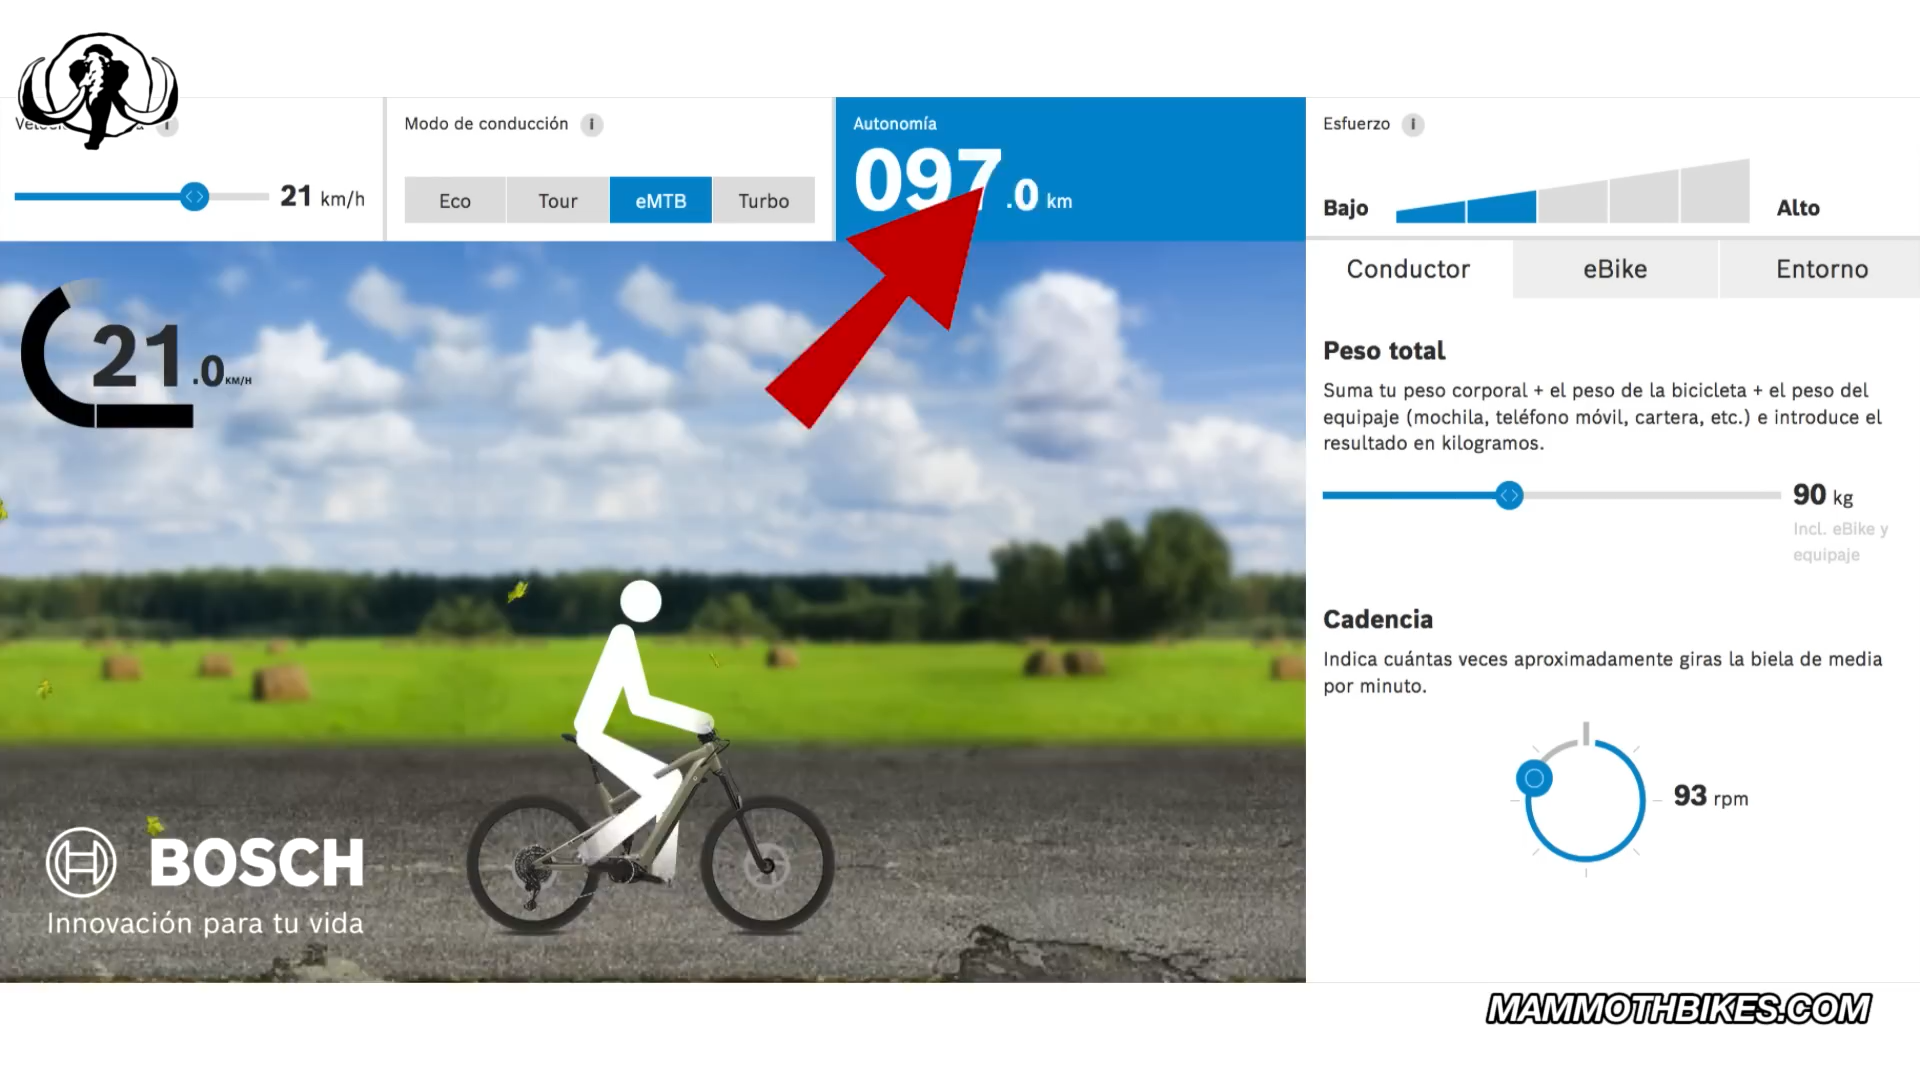 Modo de conducción i
Eco Tour eMTB Turbo
21 km/h
Autonomía
097.0 km
Esfuerzo i
Bajo Alto
Conductor eBike Entorno
21.0 KM/H
Peso total
Suma tu peso corporal + el peso de la bicicleta + el peso del
equipaje (mochila, teléfono móvil, cartera, etc.) e introduce el
resultado en kilogramos.
90 kg
Incl. eBike y
equipaje
Cadencia
Indica cuántas veces aproximadamente giras la biela de media
por minuto.
93 rpm
BOSCH
Innovación para tu vida
MAMMOTHBIKES.COM